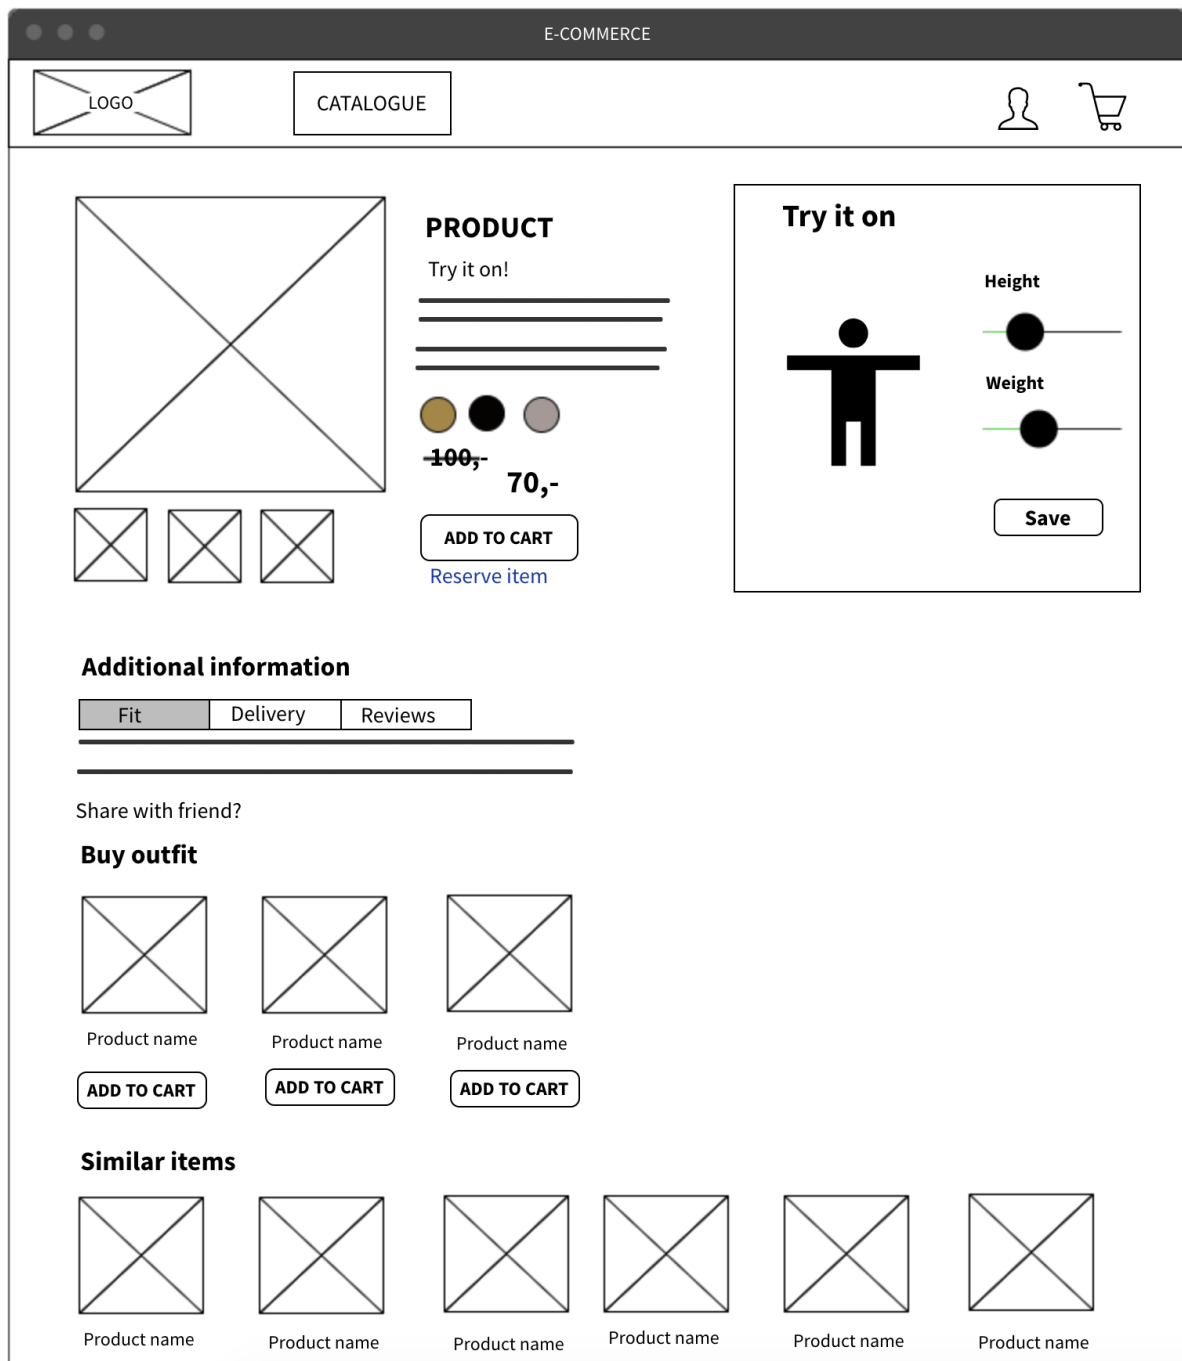 E-COMMERCE
LOGO
CATALOGUE
PRODUCT
Try it on!
100,-
70,-
ADD TO CART
Reserve item
Try it on
Height
Weight
Save
Additional information
Fit Delivery Reviews
Share with friend?
Buy outfit
Product name Product name Product name
ADD TO CART ADD TO CART ADD TO CART
Similar items
Product name Product name Product name Product name Product name Product name